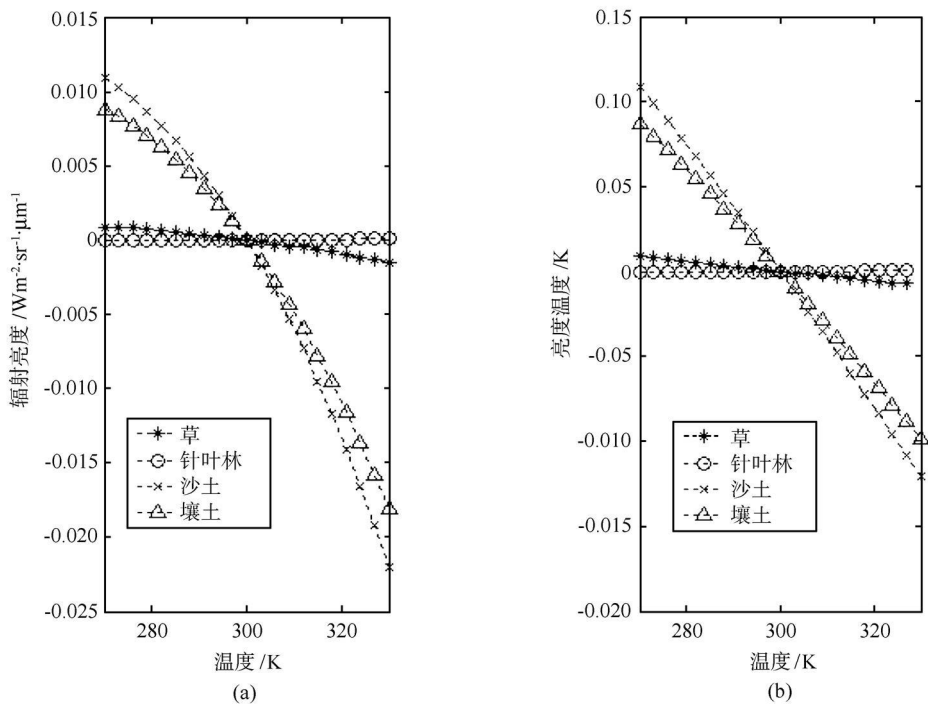 0.015
0.010
0.005
0
-0.005
-0.010
-0.015
-0.020
-0.025
辐射亮度 /Wm⁻²·sr⁻¹·μm⁻¹
草
针叶林
沙土
壤土
280
300
320
温度 /K
(a)
0.15
0.10
0.05
0
-0.05
-0.010
-0.015
-0.020
亮度温度 /K
草
针叶林
沙土
壤土
280
300
320
温度 /K
(b)